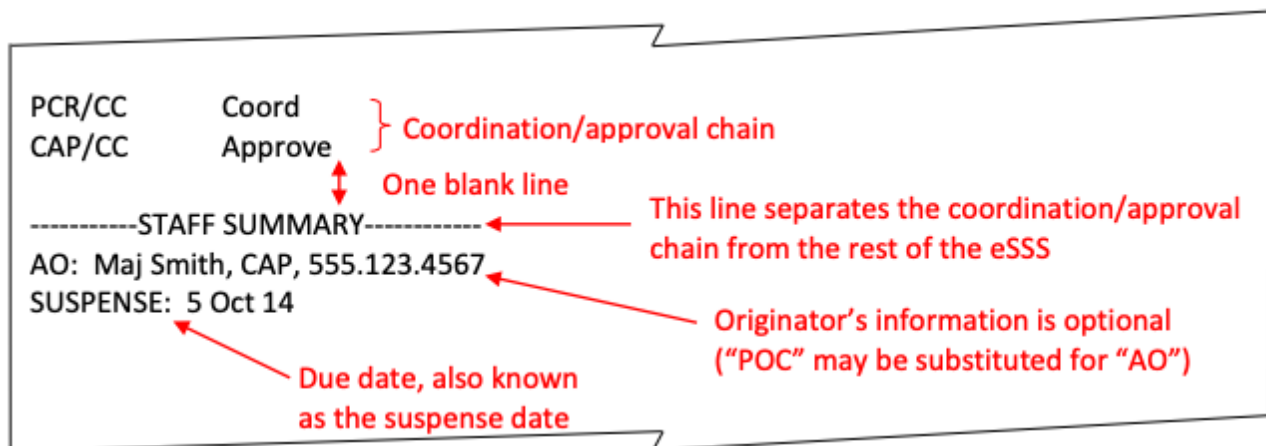 PCR/CC Coord
CAP/CC Approve
Coordination/approval chain
One blank line
-----------STAFF SUMMARY------------
This line separates the coordination/approval
chain from the rest of the eSSS
AO:  Maj Smith, CAP, 555.123.4567
SUSPENSE:  5 Oct 14
Originator’s information is optional
(“POC” may be substituted for “AO”)
Due date, also known
as the suspense date